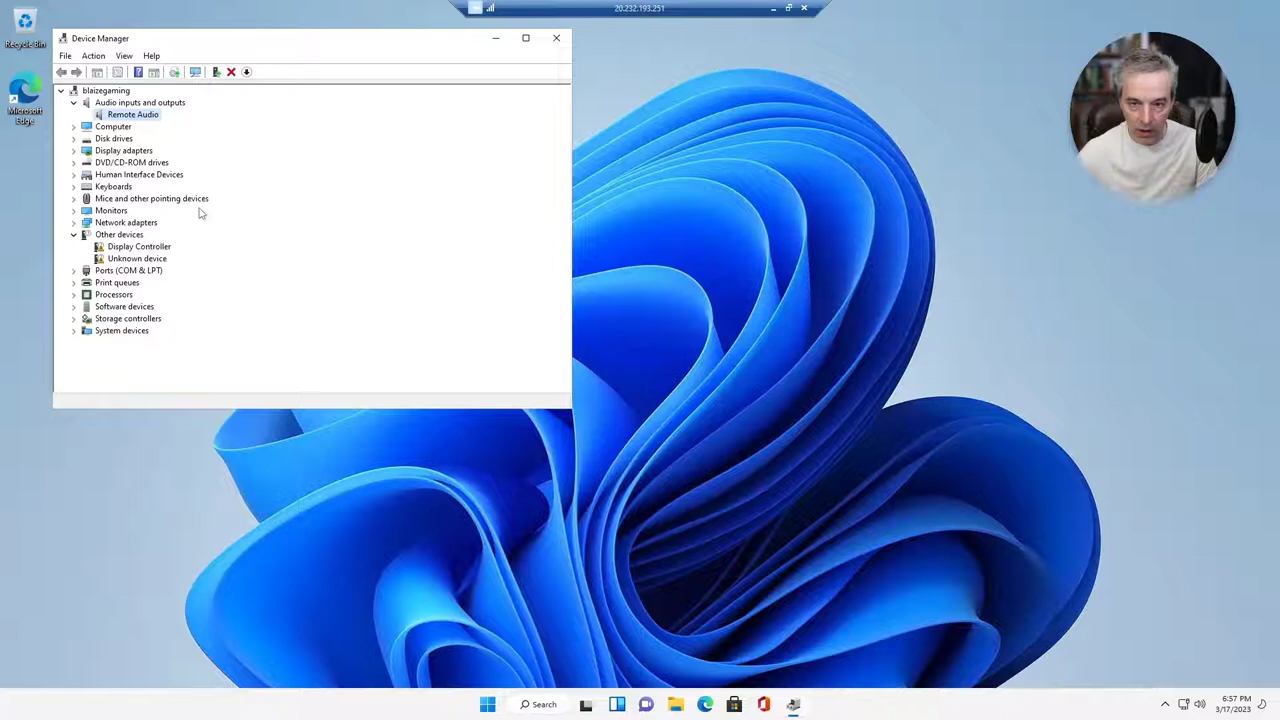 20.232.193.251
Recycle Bin
Microsoft
Edge
Device Manager
File Action View Help
blaizegaming
Audio inputs and outputs
Remote Audio
Computer
Disk drives
Display adapters
DVD/CD-ROM drives
Human Interface Devices
Keyboards
Mice and other pointing devices
Monitors
Network adapters
Other devices
Display Controller
Unknown device
Ports (COM & LPT)
Print queues
Processors
Software devices
Storage controllers
System devices
Search
6:57 PM
3/17/2023